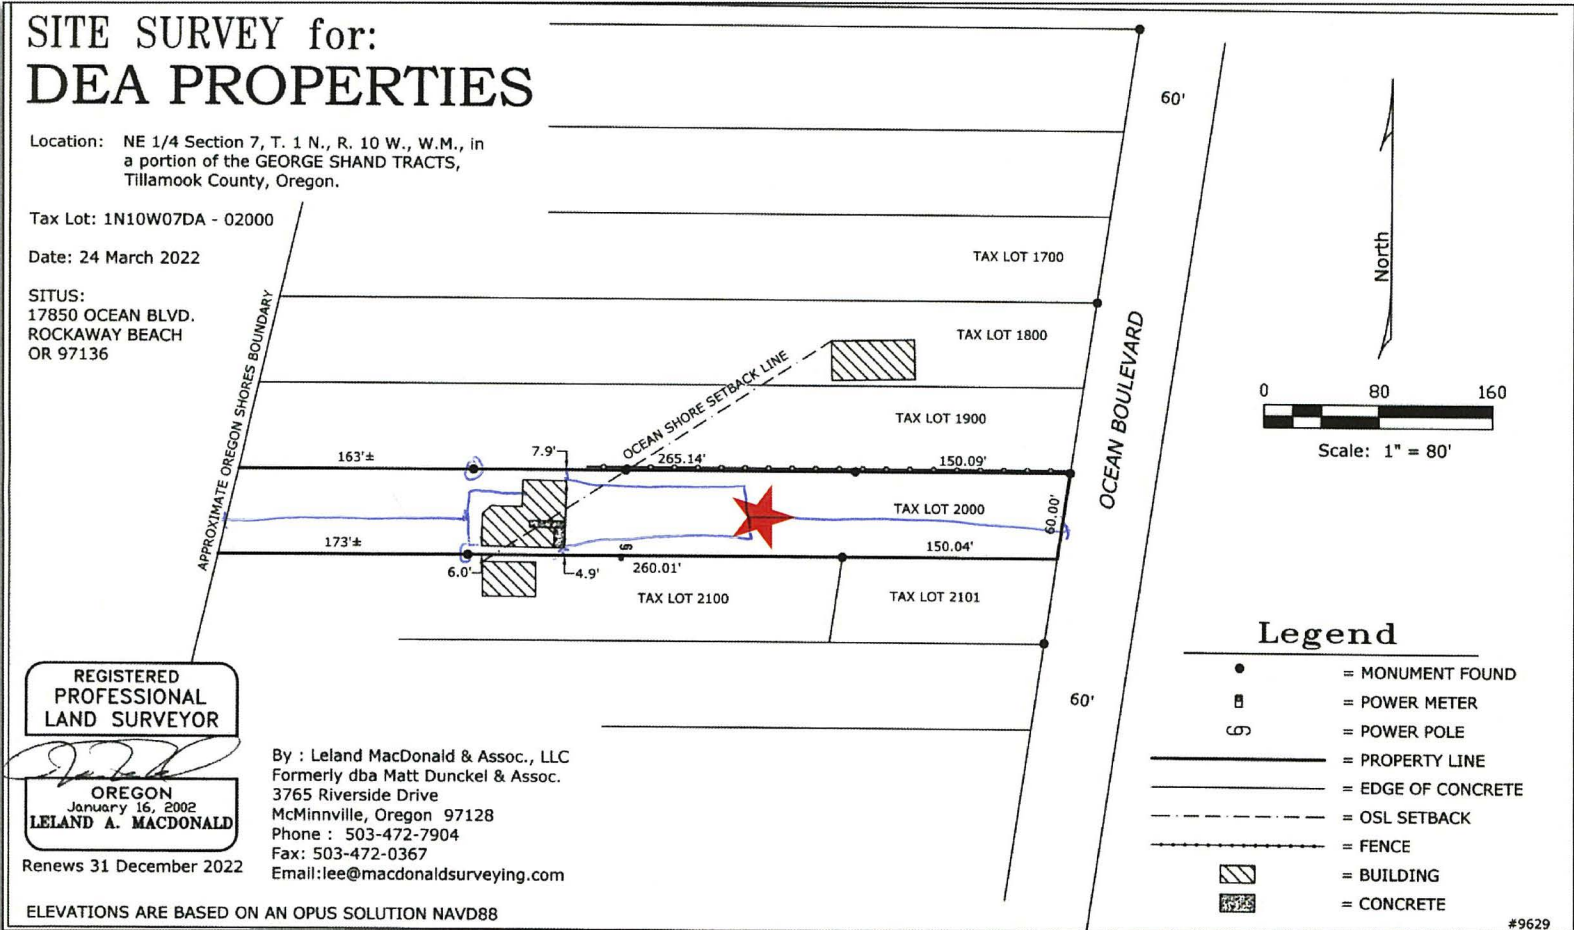 SITE SURVEY for:
DEA PROPERTIES
Location: NE 1/4 Section 7, T. 1 N., R. 10 W., W.M., in
a portion of the GEORGE SHAND TRACTS,
Tillamook County, Oregon.
Tax Lot: 1N10W07DA - 02000
Date: 24 March 2022
SITUS:
17850 OCEAN BLVD.
ROCKAWAY BEACH
OR 97136
60'
North
TAX LOT 1700
TAX LOT 1800
TAX LOT 1900
APPROXIMATE OREGON SHORES BOUNDARY
OCEAN SHORE SETBACK LINE
OCEAN BOULEVARD
0 80 160
Scale: 1" = 80'
163'±
7.9'
265.14'
150.09'
TAX LOT 2000
60.00'
173'±
6.0'
4.9'
260.01'
150.04'
TAX LOT 2100
TAX LOT 2101
60'
Legend
= MONUMENT FOUND
= POWER METER
= POWER POLE
= PROPERTY LINE
= EDGE OF CONCRETE
= OSL SETBACK
= FENCE
= BUILDING
= CONCRETE
REGISTERED
PROFESSIONAL
LAND SURVEYOR
OREGON
January 16, 2002
LELAND A. MACDONALD
Renews 31 December 2022
By : Leland MacDonald & Assoc., LLC
Formerly dba Matt Dunckel & Assoc.
3765 Riverside Drive
McMinnville, Oregon 97128
Phone : 503-472-7904
Fax: 503-472-0367
Email:lee@macdonaldsurveying.com
ELEVATIONS ARE BASED ON AN OPUS SOLUTION NAVD88
#9629